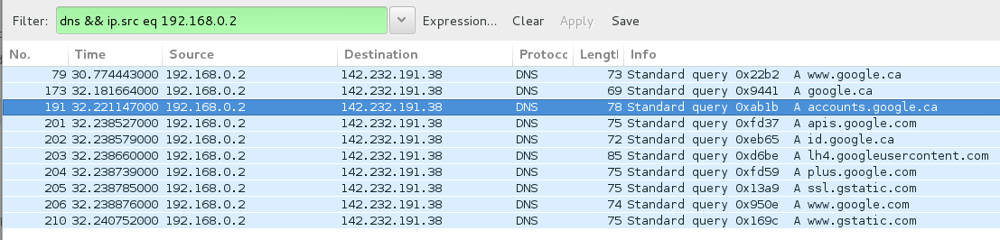 Filter: dns && ip.src eq 192.168.0.2 Expression... Clear Apply Save
No. Time Source Destination Protocc Lengtl Info
79 30.774443000 192.168.0.2 142.232.191.38 DNS 73 Standard query 0x22b2 A www.google.ca
173 32.181664000 192.168.0.2 142.232.191.38 DNS 69 Standard query 0x9441 A google.ca
191 32.221147000 192.168.0.2 142.232.191.38 DNS 78 Standard query 0xab1b A accounts.google.ca
201 32.238527000 192.168.0.2 142.232.191.38 DNS 75 Standard query 0xfd37 A apis.google.com
202 32.238579000 192.168.0.2 142.232.191.38 DNS 72 Standard query 0xeb65 A id.google.ca
203 32.238660000 192.168.0.2 142.232.191.38 DNS 85 Standard query 0xd6be A lh4.googleusercontent.com
204 32.238739000 192.168.0.2 142.232.191.38 DNS 75 Standard query 0xfd59 A plus.google.com
205 32.238785000 192.168.0.2 142.232.191.38 DNS 75 Standard query 0x13a9 A ssl.gstatic.com
206 32.238876000 192.168.0.2 142.232.191.38 DNS 74 Standard query 0x950e A www.google.com
210 32.240752000 192.168.0.2 142.232.191.38 DNS 75 Standard query 0x169c A www.gstatic.com